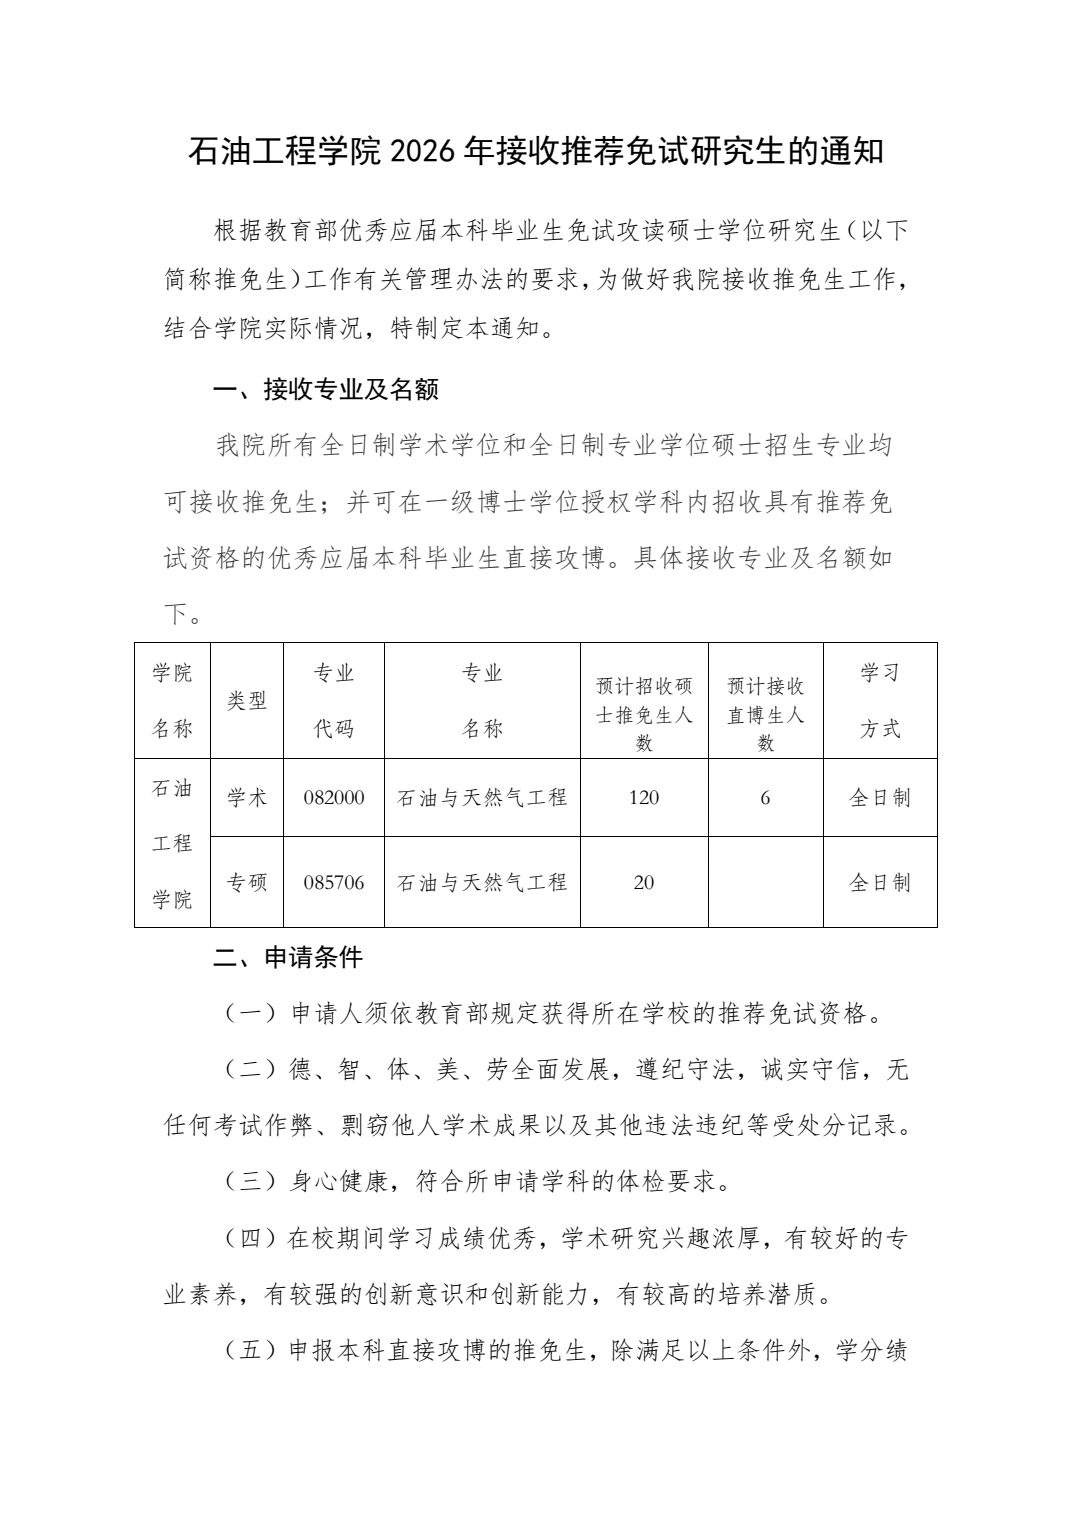 石油工程学院 2026 年接收推荐免试研究生的通知
根据教育部优秀应届本科毕业生免试攻读硕士学位研究生（以下
简称推免生）工作有关管理办法的要求，为做好我院接收推免生工作，
结合学院实际情况，特制定本通知。
一、接收专业及名额
我院所有全日制学术学位和全日制专业学位硕士招生专业均
可接收推免生；并可在一级博士学位授权学科内招收具有推荐免
试资格的优秀应届本科毕业生直接攻博。具体接收专业及名额如
下。
学院
名称
类型
专业
代码
专业
名称
预计招收硕
士推免生人
数
预计接收
直博生人
数
学习
方式
石油
工程
学院
学术 082000 石油与天然气工程 120 6 全日制
专硕 085706 石油与天然气工程 20 全日制
二、申请条件
（一）申请人须依教育部规定获得所在学校的推荐免试资格。
（二）德、智、体、美、劳全面发展，遵纪守法，诚实守信，无
任何考试作弊、剽窃他人学术成果以及其他违法违纪等受处分记录。
（三）身心健康，符合所申请学科的体检要求。
（四）在校期间学习成绩优秀，学术研究兴趣浓厚，有较好的专
业素养，有较强的创新意识和创新能力，有较高的培养潜质。
（五）申报本科直接攻博的推免生，除满足以上条件外，学分绩